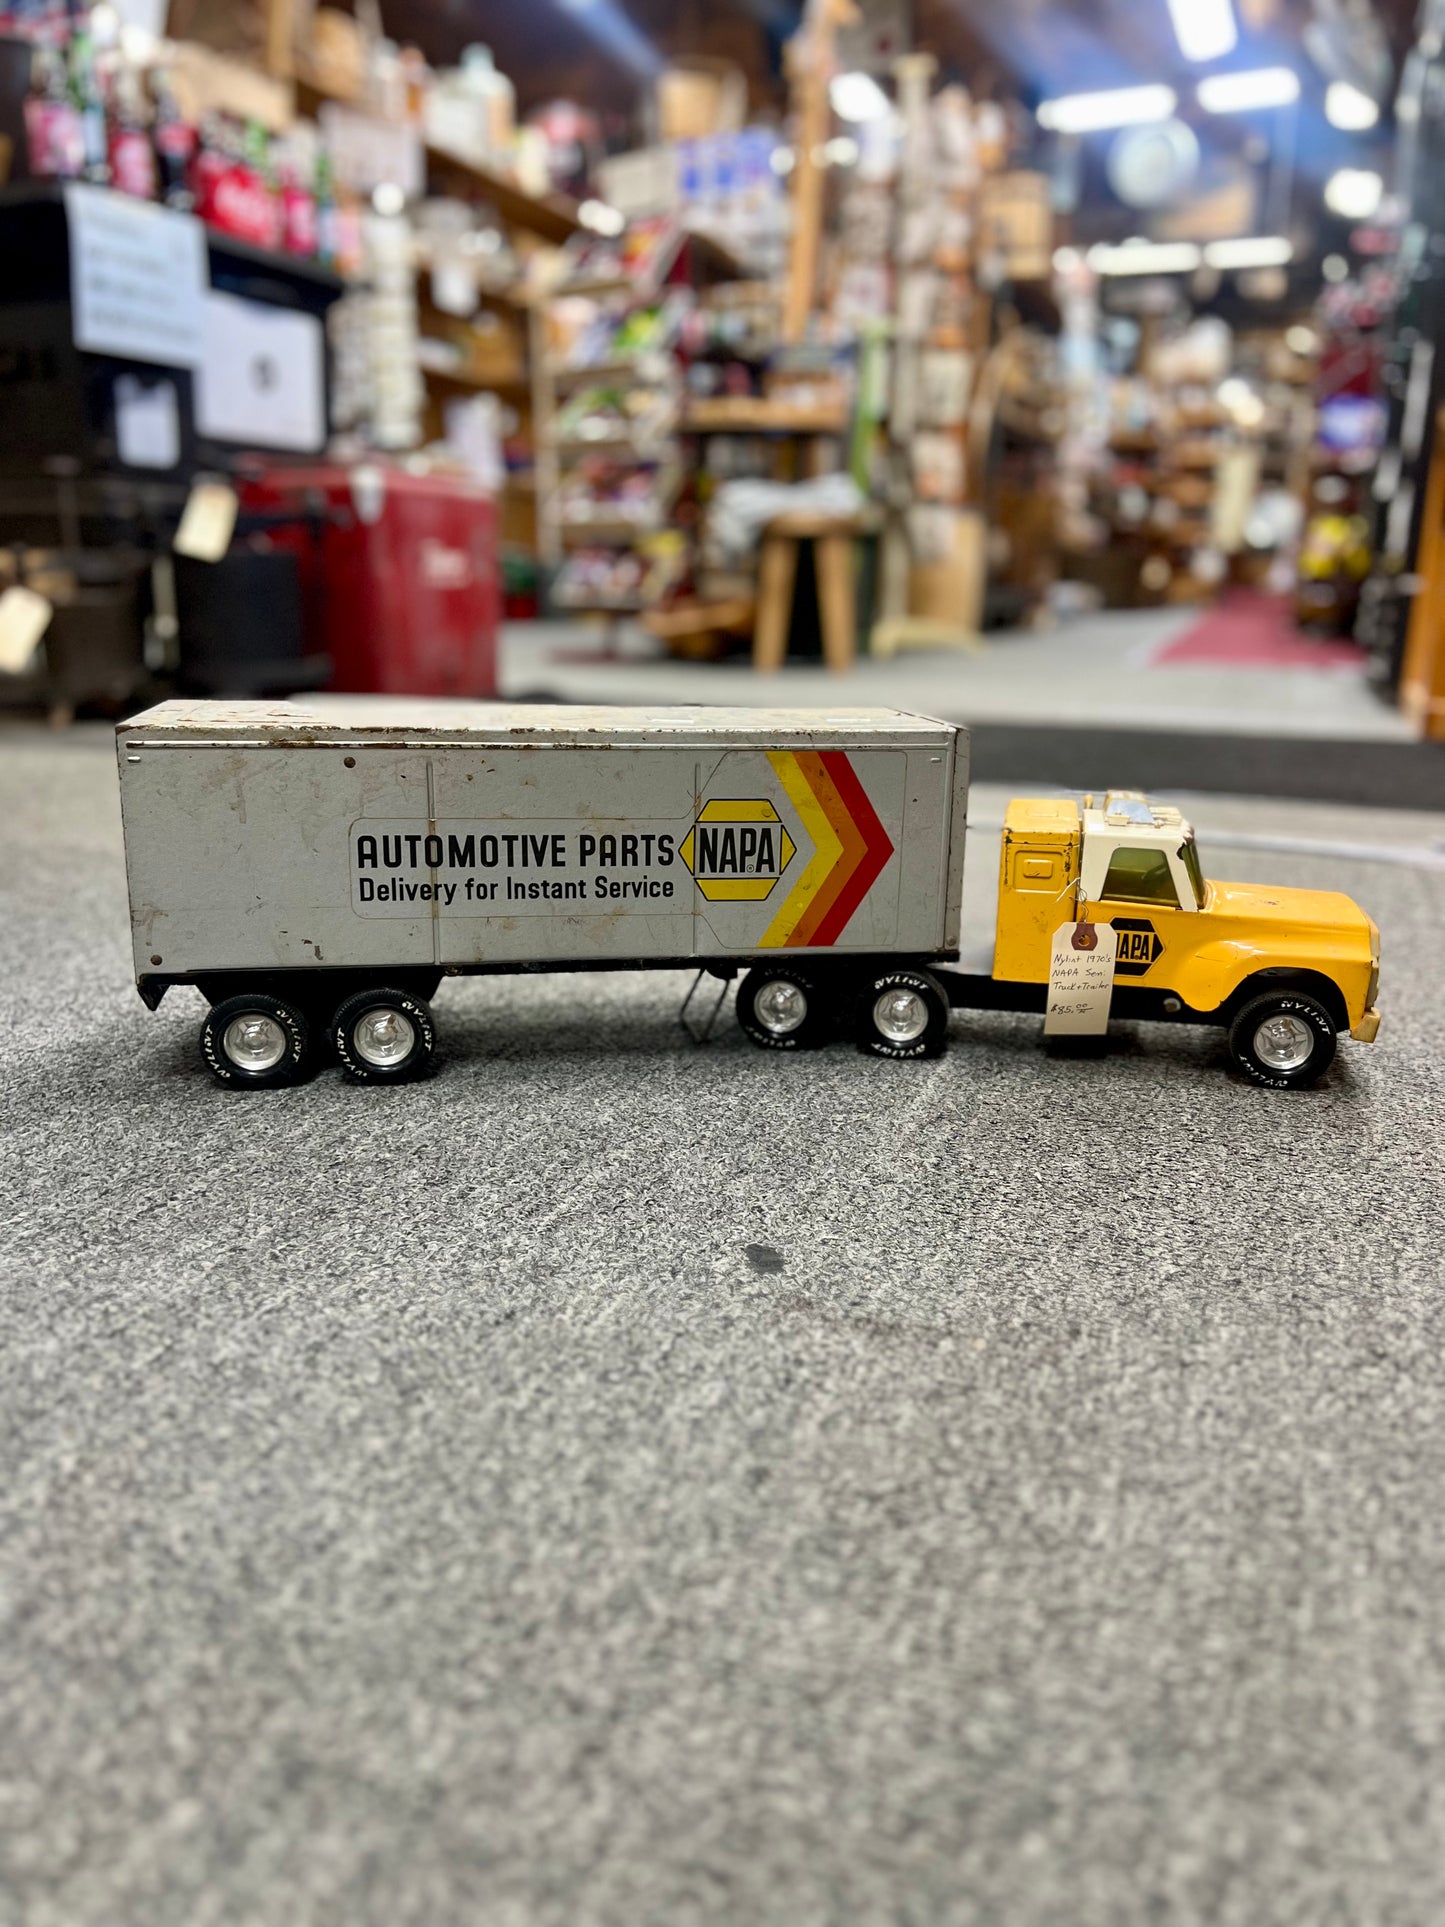 AUTOMOTIVE PARTS
Delivery for Instant Service
NAPA®
NAPA
Nylint 1970's
NAPA Semi
Truck + Trailer
$85.00
NYLINT
NYLINT
NYLINT
NYLINT
NYLINT